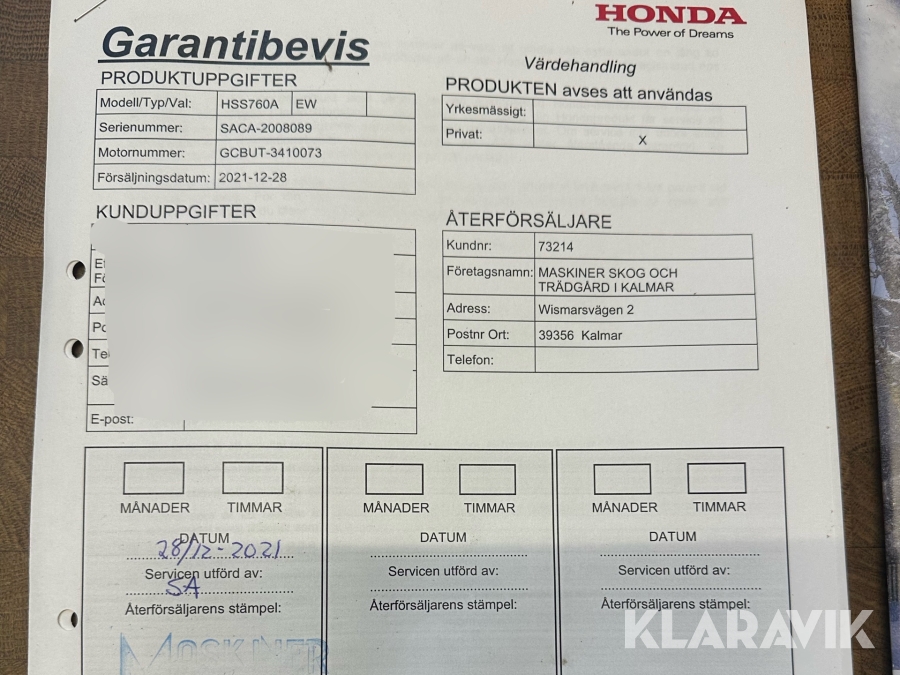 HONDA
The Power of Dreams
Garantibevis
Värdehandling
PRODUKTUPPGIFTER
Modell/Typ/Val: HSS760A EW
Serienummer: SACA-2008089
Motornummer: GCBUT-3410073
Försäljningsdatum: 2021-12-28
PRODUKTEN avses att användas
Yrkesmässigt:
Privat: X
KUNDUPPGIFTER
E-post:
ÅTERFÖRSÄLJARE
Kundnr: 73214
Företagsnamn: MASKINER SKOG OCH
TRÄDGÅRD I KALMAR
Adress: Wismarsvägen 2
Postnr Ort: 39356 Kalmar
Telefon:
MÅNADER TIMMAR
DATUM
28/12-2021
Servicen utförd av:
SA
Återförsäljarens stämpel:
MASKINER
MÅNADER TIMMAR
DATUM
Servicen utförd av:
Återförsäljarens stämpel:
MÅNADER TIMMAR
DATUM
Servicen utförd av:
Återförsäljarens stämpel:
KLARAVIK